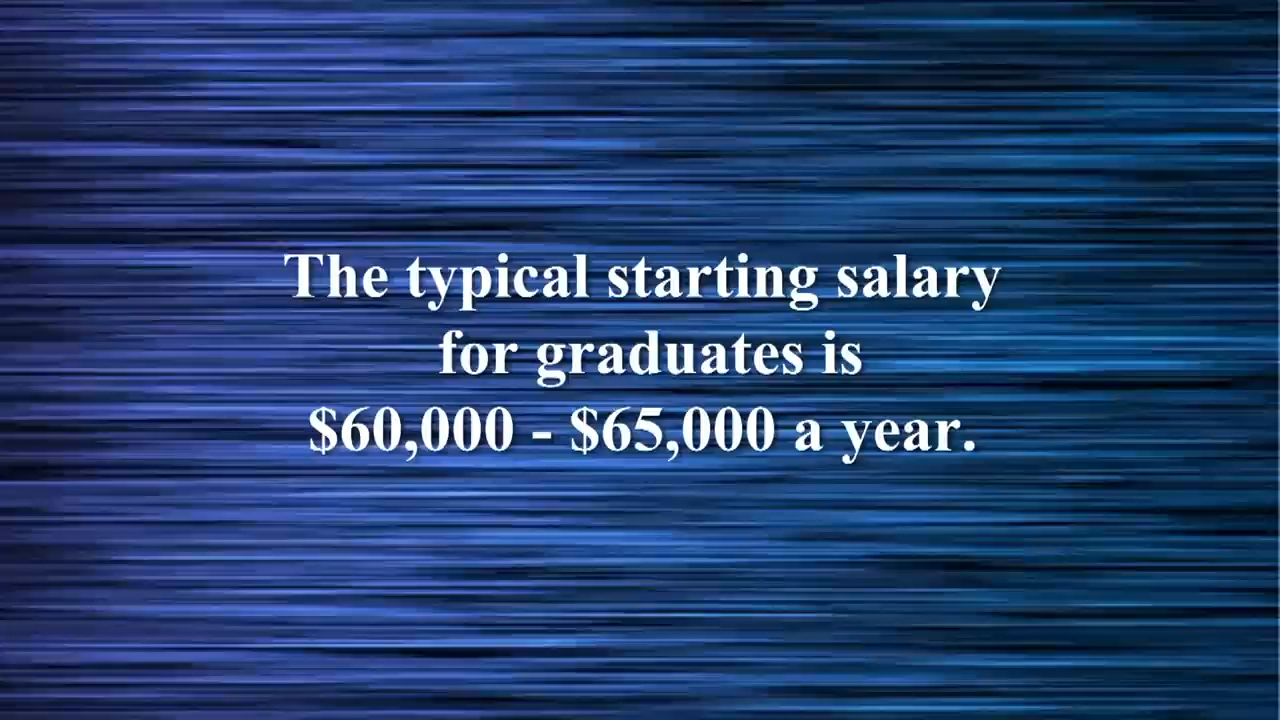 The typical starting salary
for graduates is
$60,000 - $65,000 a year.